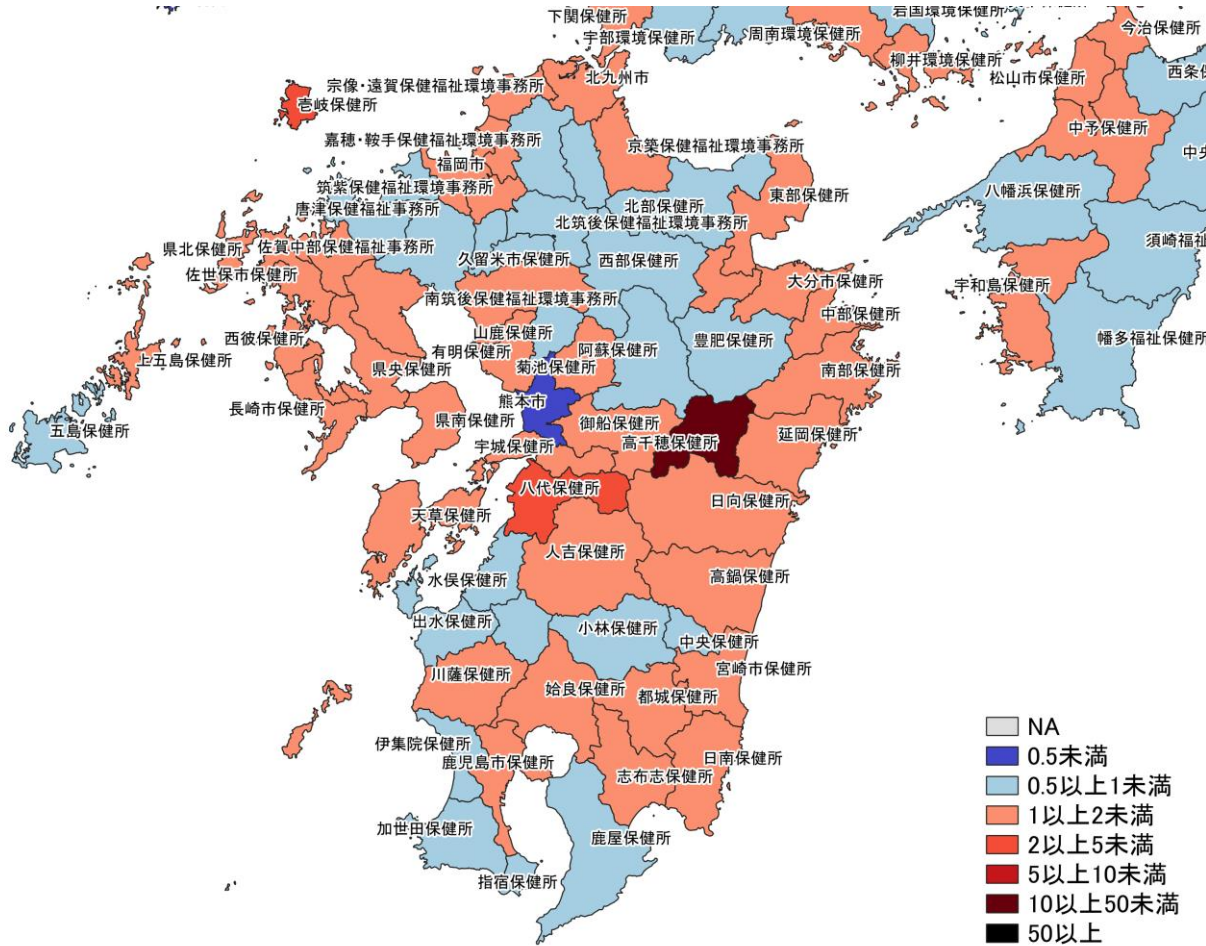 下関保健所
岩国環境保健所
宇部環境保健所
周南環境保健所
今治保健所
柳井環境保健所
松山市保健所
西条保
宗像・遠賀保健福祉環境事務所
北九州市
壱岐保健所
中予保健所
嘉穂・鞍手保健福祉環境事務所
京築保健福祉環境事務所
中央
福岡市
筑紫保健福祉環境事務所
東部保健所
八幡浜保健所
唐津保健福祉事務所
北部保健所
北筑後保健福祉環境事務所
県北保健所
佐賀中部保健福祉事務所
須崎福祉
久留米市保健所
西部保健所
佐世保市保健所
大分市保健所
宇和島保健所
南筑後保健福祉環境事務所
中部保健所
山鹿保健所
西彼保健所
豊肥保健所
幡多福祉保健所
有明保健所
阿蘇保健所
上五島保健所
菊池保健所
県央保健所
南部保健所
熊本市
長崎市保健所
県南保健所
御船保健所
五島保健所
延岡保健所
宇城保健所
高千穂保健所
八代保健所
日向保健所
天草保健所
人吉保健所
水俣保健所
高鍋保健所
出水保健所
小林保健所
中央保健所
宮崎市保健所
川薩保健所
姶良保健所
都城保健所
伊集院保健所
鹿児島市保健所
日南保健所
志布志保健所
加世田保健所
鹿屋保健所
指宿保健所
NA
0.5未満
0.5以上1未満
1以上2未満
2以上5未満
5以上10未満
10以上50未満
50以上